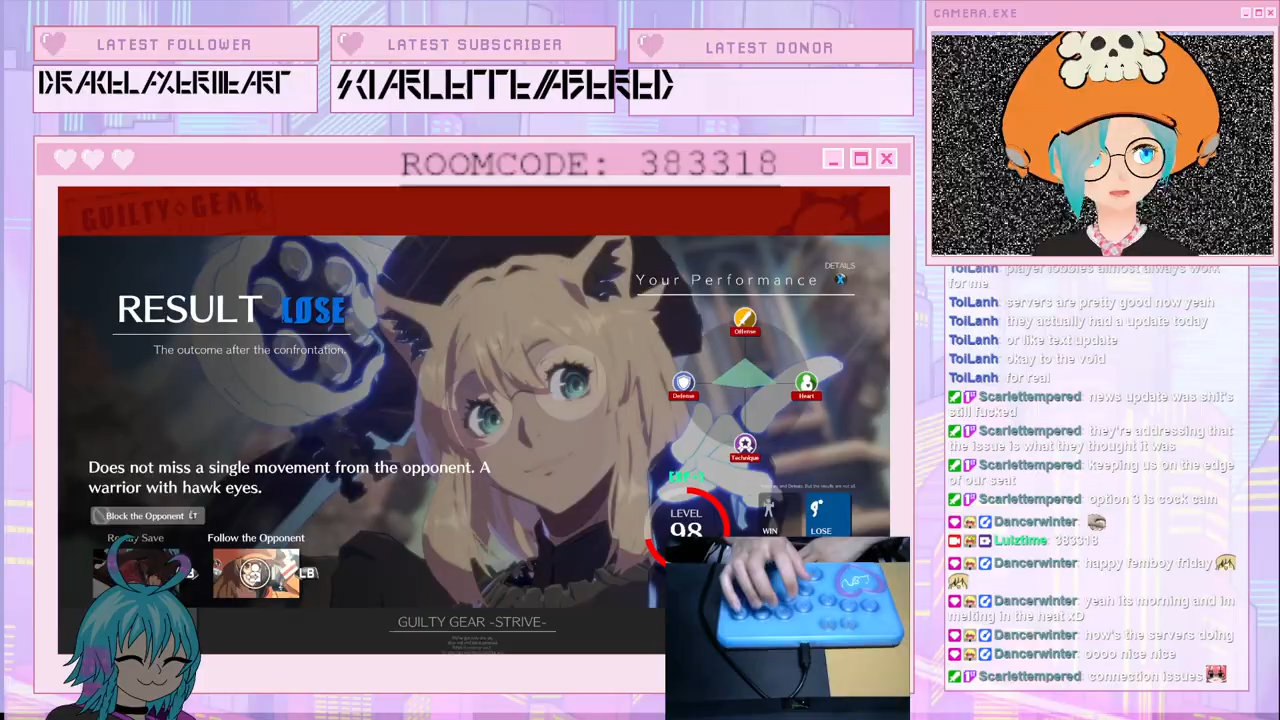 CAMERA.EXE
LATEST FOLLOWER
LATEST SUBSCRIBER
LATEST DONOR
ROOMCODE: 383318
GUILTY GEAR
RESULT LOSE
The outcome after the confrontation.
Your Performance
DETAILS
X
Offense
Defense
Heart
Technique
Does not miss a single movement from the opponent. A
warrior with hawk eyes.
Block the Opponent LT
Save
Follow the Opponent
LB
LEVEL
98
WIN
LOSE
GUILTY GEAR -STRIVE-
ToiLanh player lobbies almost always work
for me
ToiLanh servers are pretty good now yeah
ToiLanh they actually had a update today
ToiLanh or like text update
ToiLanh okay to the void
ToiLanh for real
Scarlettempered news update was shit's
still fucked
Scarlettempered they're addressing that
the issue is what they thought it was
Scarlettempered keeping us on the edge
of our seat
Scarlettempered option 3 is cock cam
Dancerwinter
Luiztime 383318
Dancerwinter happy femboy friday
Dancerwinter yeah its morning and im
melting in the heat xD
Dancerwinter how's the server doing
Dancerwinter oooo nice nice
Scarlettempered connection issues